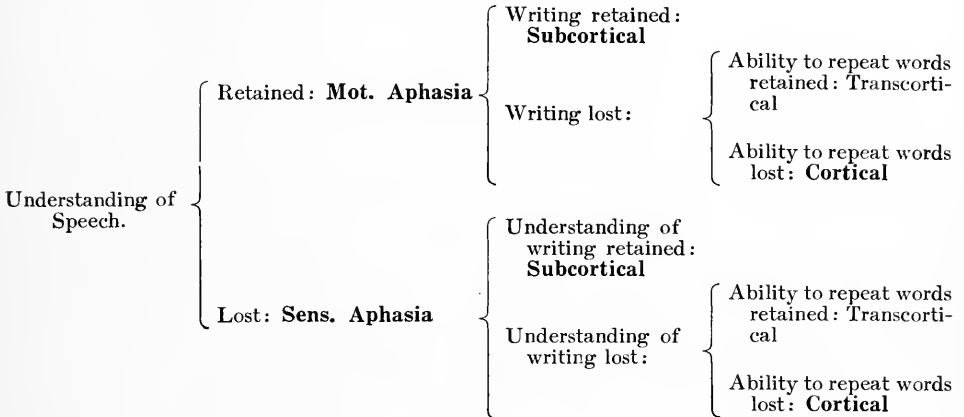 Understanding of
Speech.
Retained: Mot. Aphasia
Writing retained:
Subcortical
Writing lost:
Ability to repeat words
retained: Transcorti-
cal
Ability to repeat words
lost: Cortical
Lost: Sens. Aphasia
Understanding of
writing retained:
Subcortical
Understanding of
writing lost:
Ability to repeat words
retained: Transcorti-
cal
Ability to repeat words
lost: Cortical